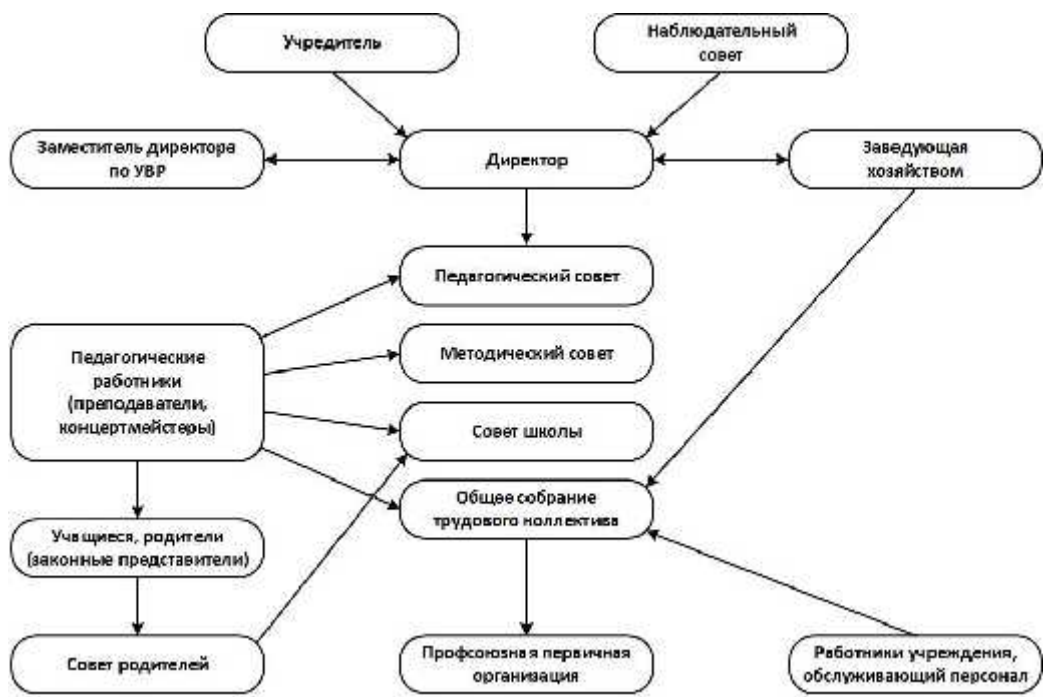 Учредитель
Наблюдательный
совет
Заместитель директора
по УВР
Директор
Заведующая
хозяйством
Педагогический совет
Педагогические
работники
(преподаватели,
концертмейстеры)
Методический совет
Совет школы
Общее собрание
трудового коллектива
Учащиеся, родители
(законные представители)
Совет родителей
Профсоюзная первичная
организация
Работники учреждения,
обслуживающий персонал